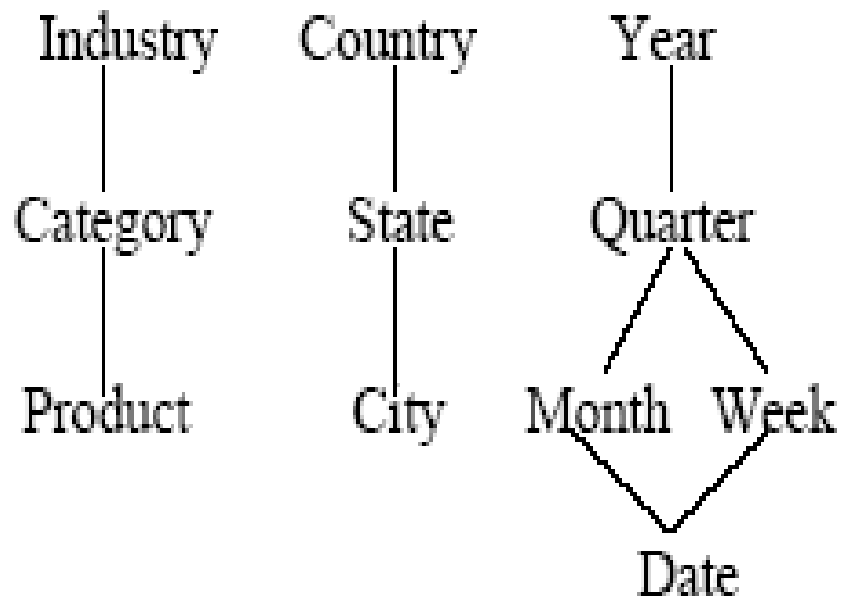 Industry Country Year
Category State Quarter
Product City Month Week
Date